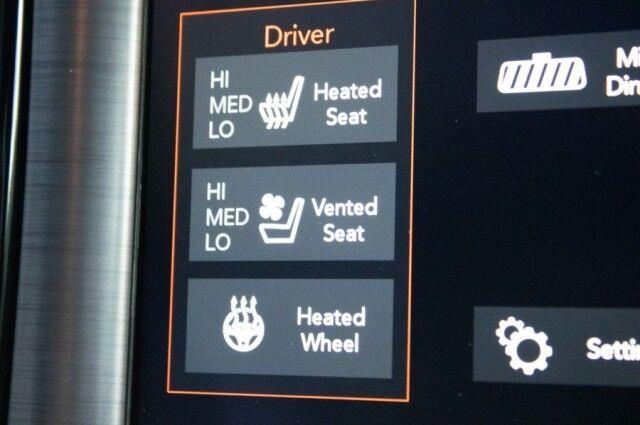 Driver
HI
MED
LO
Heated
Seat
HI
MED
LO
Vented
Seat
Heated
Wheel